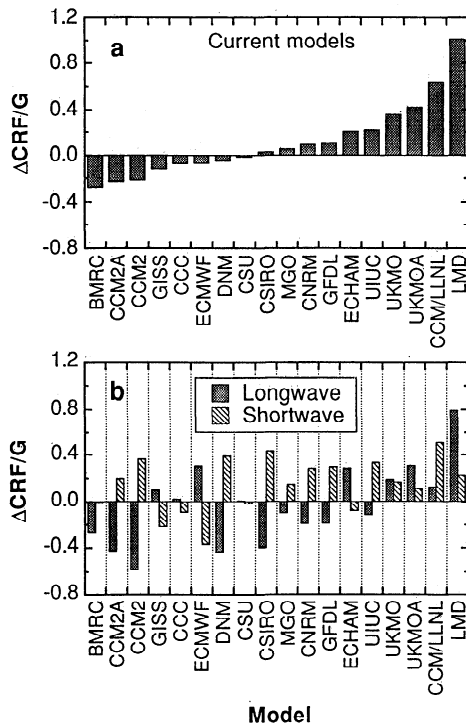 a
Current models
ΔCRF/G
1.2
0.8
0.4
0.0
-0.4
-0.8
BMRC
CCM2A
CCM2
GISS
CCC
ECMWF
DNM
CSU
CSIRO
MGO
CNRM
GFDL
ECHAM
UIUC
UKMO
UKMOA
CCM/LLNL
LMD
b
Longwave
Shortwave
ΔCRF/G
1.2
0.8
0.4
0.0
-0.4
-0.8
BMRC
CCM2A
CCM2
GISS
CCC
ECMWF
DNM
CSU
CSIRO
MGO
CNRM
GFDL
ECHAM
UIUC
UKMO
UKMOA
CCM/LLNL
LMD
Model